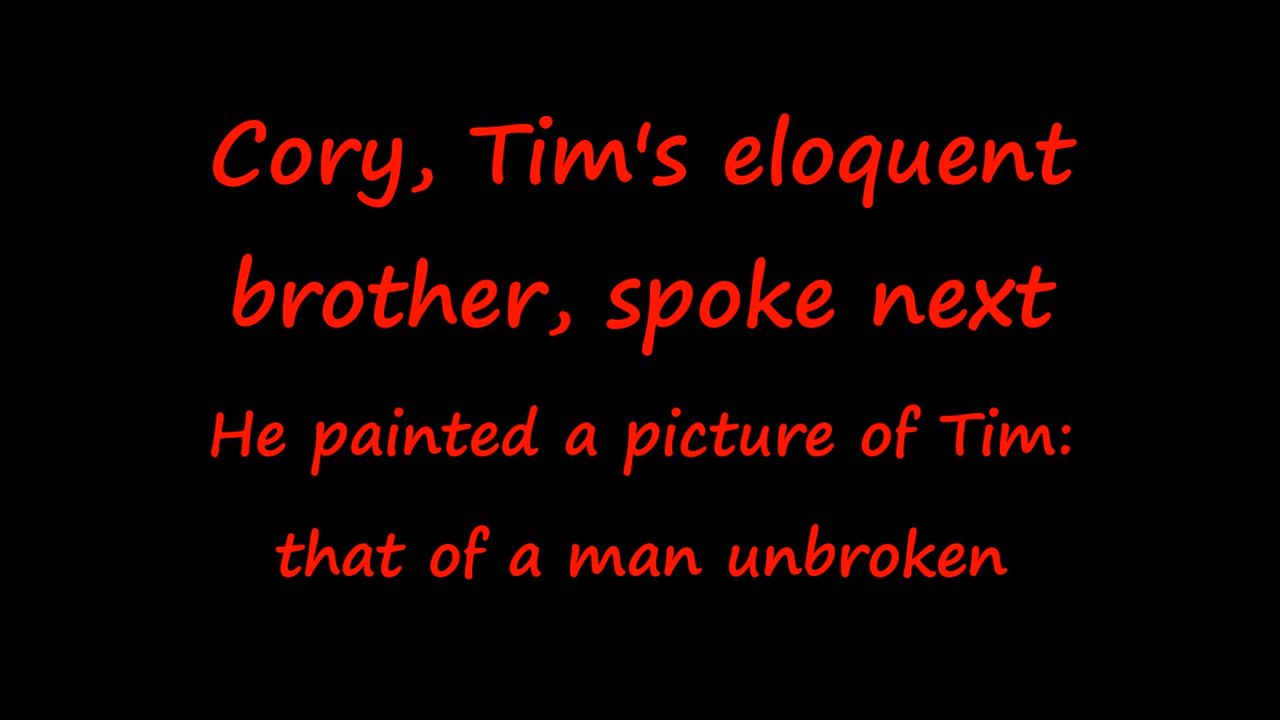 Cory, Tim's eloquent
brother, spoke next
He painted a picture of Tim:
that of a man unbroken